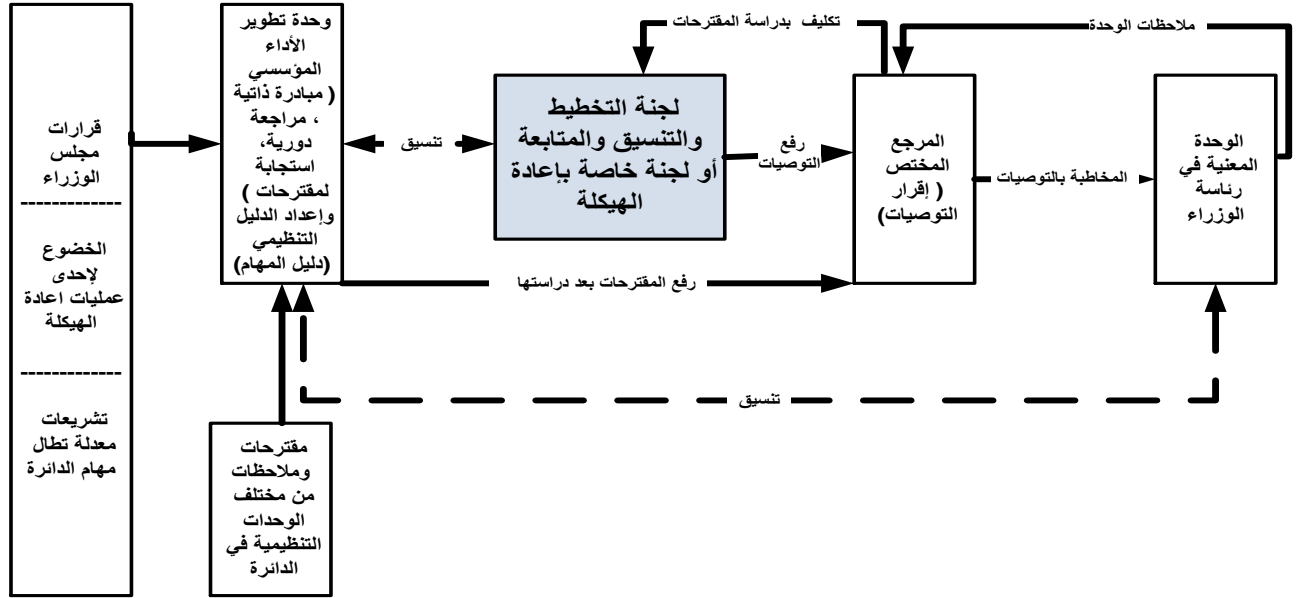 قرارات
مجلس
الوزراء
-------------
الخضوع
لإحدى
عمليات اعادة
الهيكلة
-------------
تشريعات
معدلة تطال
مهام الدائرة
وحدة تطوير
الأداء
المؤسسي
( مبادرة ذاتية
، مراجعة
دورية،
استجابة
لمقترحات )
وإعداد الدليل
التنظيمي
(دليل المهام)
مقترحات
وملاحظات
من مختلف
الوحدات
التنظيمية في
الدائرة
تنسيق
لجنة التخطيط
والتنسيق والمتابعة
أو لجنة خاصة بإعادة
الهيكلة
تكليف بدراسة المقترحات
رفع
التوصيات
رفع المقترحات بعد دراستها
المرجع
المختص
( إقرار
التوصيات)
المخاطبة بالتوصيات
ملاحظات الوحدة
الوحدة
المعنية في
رئاسة
الوزراء
تنسيق